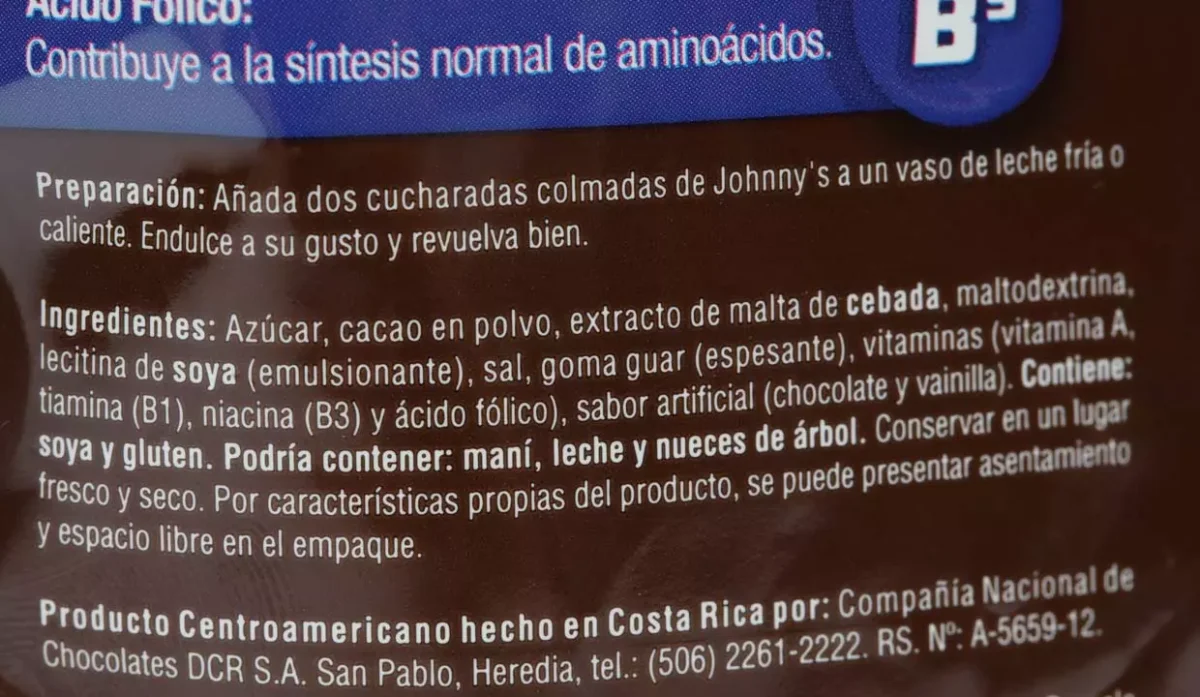 Ácido Fólico:
Contribuye a la síntesis normal de aminoácidos.
B9
Preparación: Añada dos cucharadas colmadas de Johnny's a un vaso de leche fría o
caliente. Endulce a su gusto y revuelva bien.
Ingredientes: Azúcar, cacao en polvo, extracto de malta de cebada, maltodextrina,
lecitina de soya (emulsionante), sal, goma guar (espesante), vitaminas (vitamina A,
tiamina (B1), niacina (B3) y ácido fólico), sabor artificial (chocolate y vainilla). Contiene:
soya y gluten. Podría contener: maní, leche y nueces de árbol. Conservar en un lugar
fresco y seco. Por características propias del producto, se puede presentar asentamiento
y espacio libre en el empaque.
Producto Centroamericano hecho en Costa Rica por: Compañía Nacional de
Chocolates DCR S.A. San Pablo, Heredia, tel.: (506) 2261-2222. RS. Nº: A-5659-12.